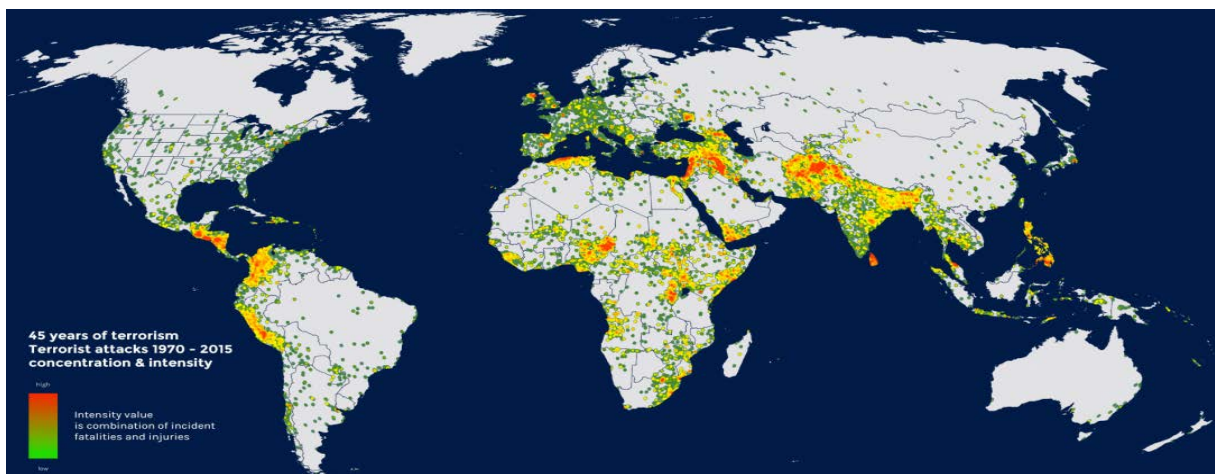 45 years of terrorism
Terrorist attacks 1970 - 2015
concentration & intensity
high
Intensity value
is combination of incident
fatalities and injuries
low